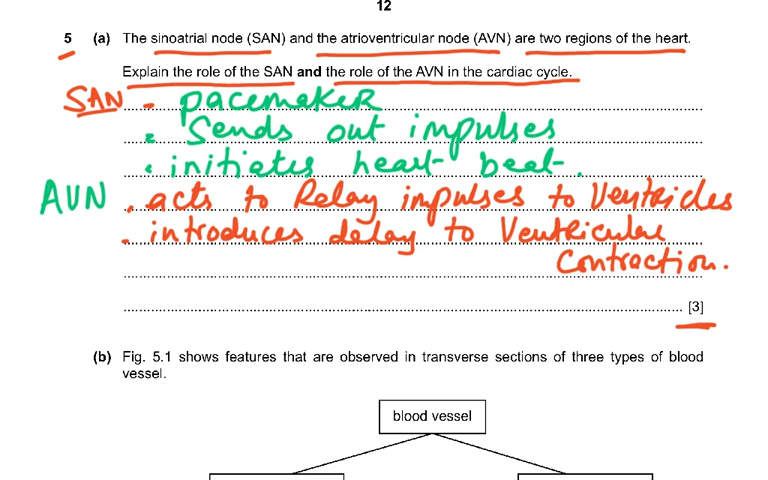 12
5 (a) The sinoatrial node (SAN) and the atrioventricular node (AVN) are two regions of the heart.
Explain the role of the SAN and the role of the AVN in the cardiac cycle.
SAN - pacemaker
Sends out impulses
initiates heart beat.
AVN . acts to Relay impulses to Ventricles
. introduces delay to Ventricular
Contraction.
[3]
(b) Fig. 5.1 shows features that are observed in transverse sections of three types of blood
vessel.
blood vessel